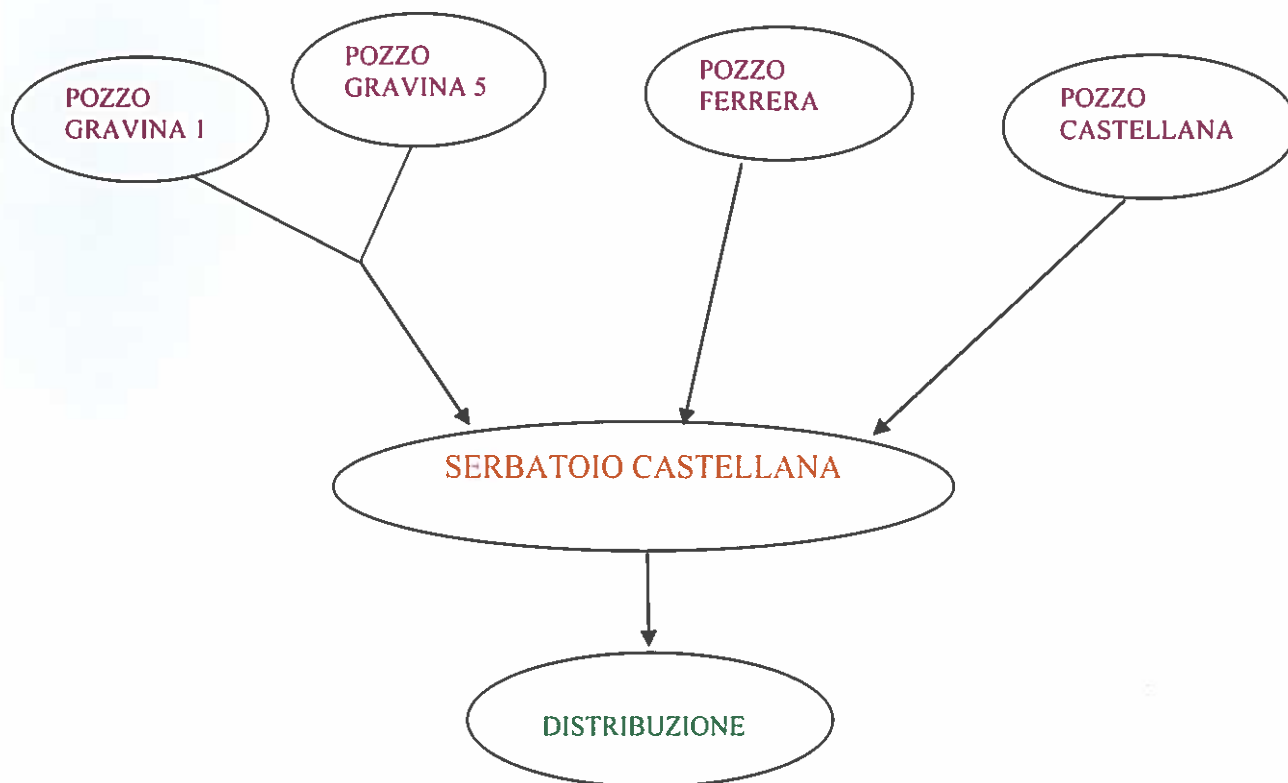 POZZO
GRAVINA 1
POZZO
GRAVINA 5
POZZO
FERRERA
POZZO
CASTELLANA
SERBATOIO CASTELLANA
DISTRIBUZIONE